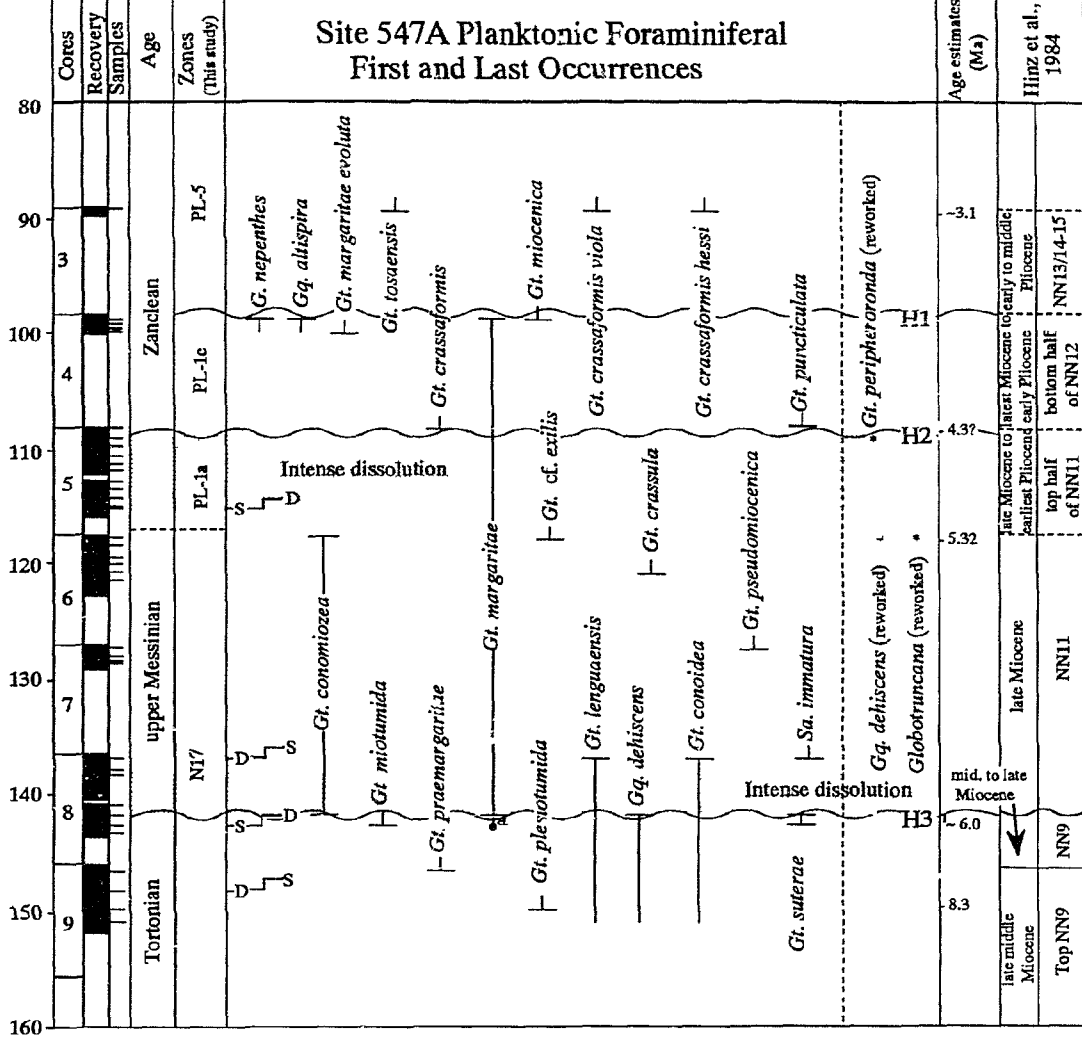 Site 547A Planktonic Foraminiferal
First and Last Occurrences
Cores
Recovery
Samples
Age
Zones
(This study)
Age estimates
(Ma)
Hinz et al.,
1984
80
90
100
110
120
130
140
150
160
3
4
5
6
7
8
9
Zanclean
upper Messinian
Tortonian
PL-5
PL-1c
PL-1a
N17
G. nepenthes
Gq. altispira
Gt. margaritae evoluta
Gt. tosaensis
Gt. crassaformis
Gt. miocenica
Gt. crassaformis viola
Gt. crassaformis hessi
Gt. puncticulata
Gt. peripheroronda (reworked)
H1
H2
Intense dissolution
S
D
Gt. cf. exilis
Gt. crassula
Gt. pseudomiocenica
Gt. margaritae
Gt. conomiozea
Gt. miotumida
Gt. praemargaritae
Gt. plesiotumida
Gt. lenguaensis
Gq. dehiscens
Gt. conoidea
Sa. immatura
Gq. dehiscens (reworked)
Globotruncana (reworked)
D
S
Intense dissolution
S
D
H3
D
S
Gt. suterae
~3.1
4.37
5.32
~6.0
8.3
early to middle
Pliocene
latest Miocene to
early Pliocene
late Miocene to
earliest Pliocene
late Miocene
mid. to late
Miocene
late middle
Miocene
NN13/14-15
bottom half
of NN12
top half
of NN11
NN11
NN9
Top NN9